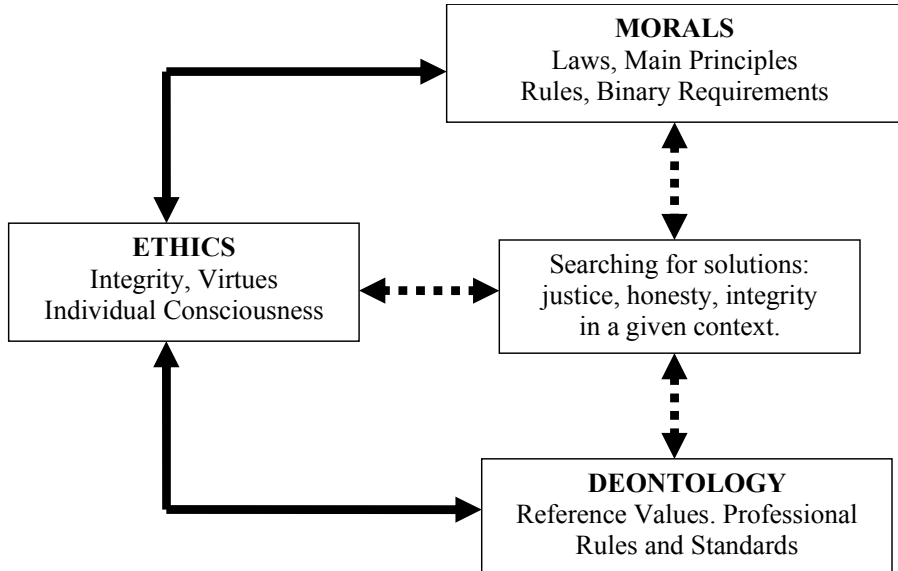 MORALS
Laws, Main Principles
Rules, Binary Requirements
ETHICS
Integrity, Virtues
Individual Consciousness
Searching for solutions:
justice, honesty, integrity
in a given context.
DEONTOLOGY
Reference Values. Professional
Rules and Standards